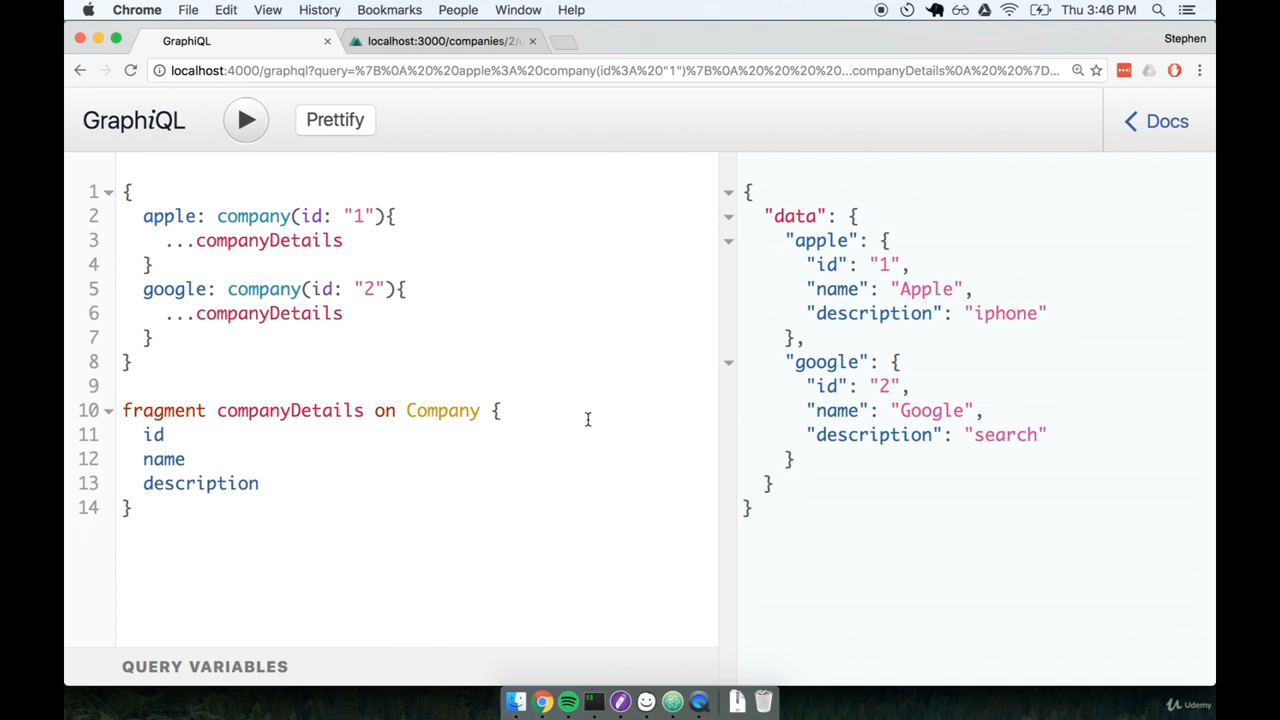 Chrome File Edit View History Bookmarks People Window Help Thu 3:46 PM
GraphiQL × localhost:3000/companies/2/ × Stephen
localhost:4000/graphql?query=%7B%0A%20%20apple%3A%20company(id%3A%20"1")%7B%0A%20%20%20%20...companyDetails%0A%20%20%7D...
GraphiQL Prettify Docs
1 {
2 apple: company(id: "1"){
3 ...companyDetails
4 }
5 google: company(id: "2"){
6 ...companyDetails
7 }
8 }
9
10 fragment companyDetails on Company {
11 id
12 name
13 description
14 }
{
"data": {
"apple": {
"id": "1",
"name": "Apple",
"description": "iphone"
},
"google": {
"id": "2",
"name": "Google",
"description": "search"
}
}
}
QUERY VARIABLES
Udemy